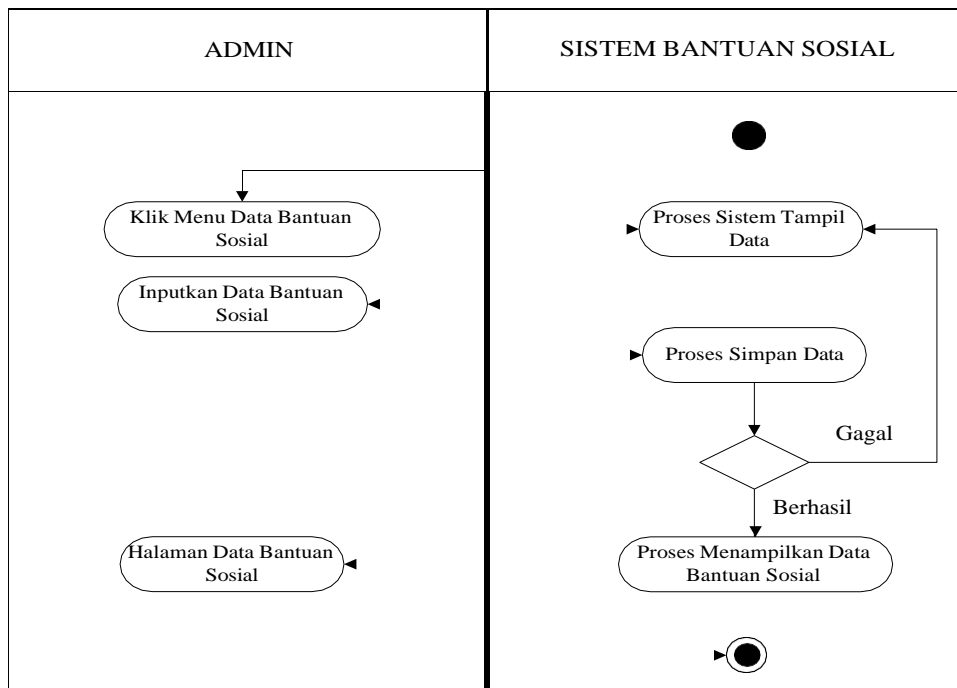 ADMIN
SISTEM BANTUAN SOSIAL
Klik Menu Data Bantuan
Sosial
Proses Sistem Tampil
Data
Inputkan Data Bantuan
Sosial
Proses Simpan Data
Gagal
Berhasil
Halaman Data Bantuan
Sosial
Proses Menampilkan Data
Bantuan Sosial